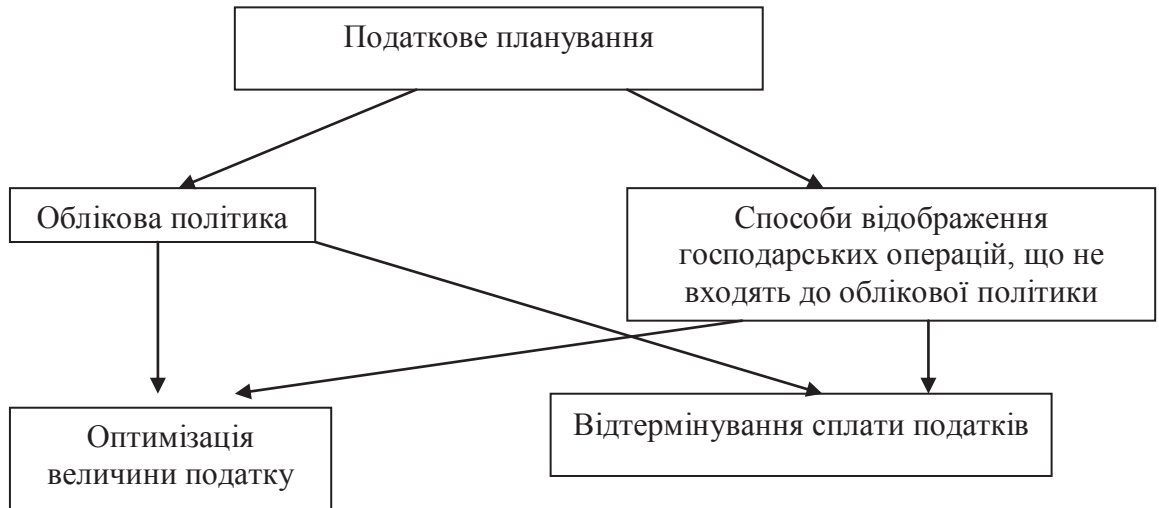 Податкове планування
Облікова політика
Способи відображення
господарських операцій, що не
входять до облікової політики
Оптимізація
величини податку
Відтермінування сплати податків